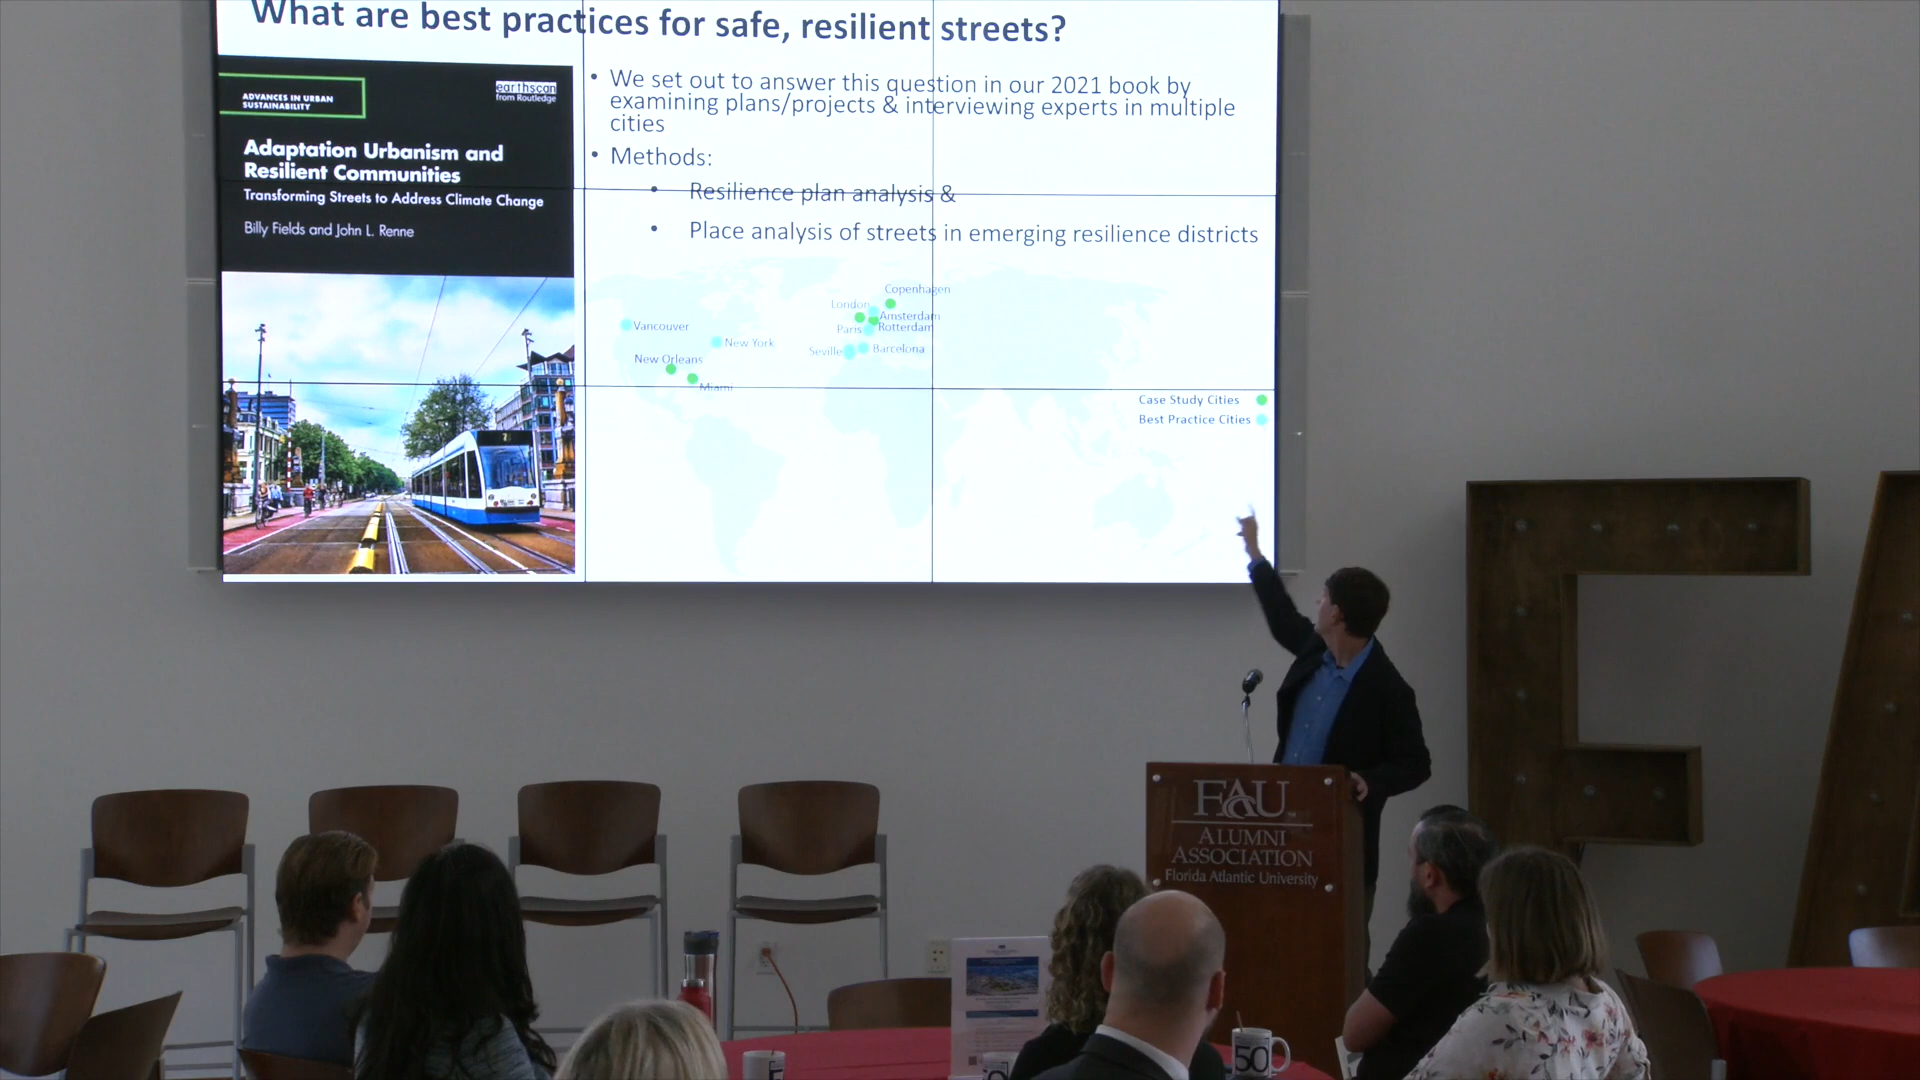 What are best practices for safe, resilient streets?
ADVANCES IN URBAN
SUSTAINABILITY
earthscan
from Routledge
Adaptation Urbanism and
Resilient Communities
Transforming Streets to Address Climate Change
Billy Fields and John L. Renne
• We set out to answer this question in our 2021 book by
examining plans/projects & interviewing experts in multiple
cities
• Methods:
• Resilience plan analysis &
• Place analysis of streets in emerging resilience districts
Copenhagen
London
Amsterdam
Paris
Rotterdam
Vancouver
New York
Seville
Barcelona
New Orleans
Miami
Case Study Cities
Best Practice Cities
FAU
ALUMNI
ASSOCIATION
Florida Atlantic University
50